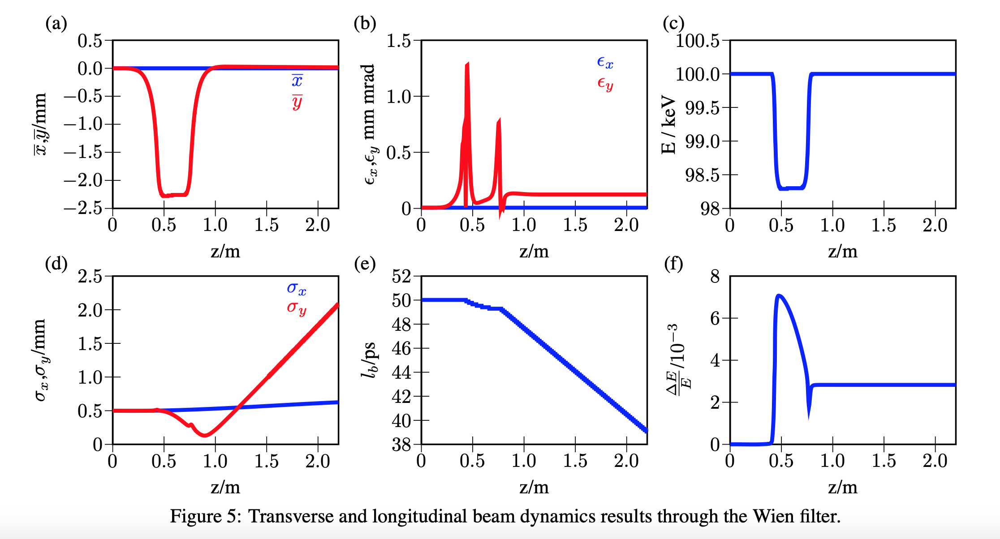 (a)
0.5
0.0
−0.5
−1.0
−1.5
−2.0
−2.5
x̅,y̅/mm
x̅
y̅
0 0.5 1.0 1.5 2.0
z/m
(b)
1.5
1.0
0.5
0
ϵx,ϵy mm mrad
ϵx
ϵy
0 0.5 1.0 1.5 2.0
z/m
(c)
100.5
100.0
99.5
99.0
98.5
98
E / keV
0 0.5 1.0 1.5 2.0
z/m
(d)
2.5
2.0
1.5
1.0
0.5
0
σx,σy/mm
σx
σy
0 0.5 1.0 1.5 2.0
z/m
(e)
52
50
48
46
44
42
40
38
lb/ps
0 0.5 1.0 1.5 2.0
z/m
(f)
8
6
4
2
0
ΔE/E/10⁻³
0 0.5 1.0 1.5 2.0
z/m
Figure 5: Transverse and longitudinal beam dynamics results through the Wien filter.